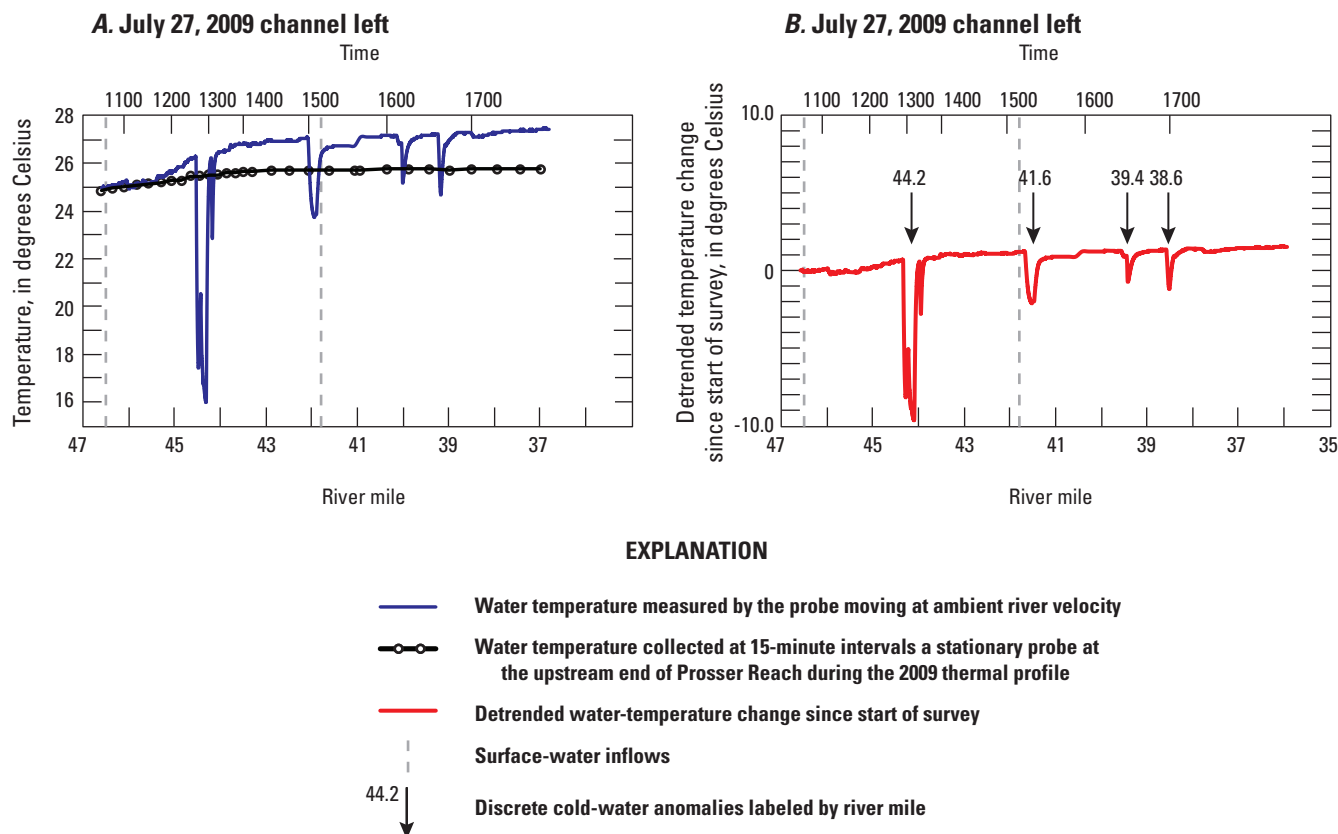 A. July 27, 2009 channel left
Time
1100 1200 1300 1400 1500 1600 1700
Temperature, in degrees Celsius
28
26
24
22
20
18
16
47 45 43 41 39 37
River mile
B. July 27, 2009 channel left
Time
1100 1200 1300 1400 1500 1600 1700
Detrended temperature change
since start of survey, in degrees Celsius
10.0
0
-10.0
44.2 41.6 39.4 38.6
47 45 43 41 39 37 35
River mile
EXPLANATION
Water temperature measured by the probe moving at ambient river velocity
Water temperature collected at 15-minute intervals a stationary probe at
the upstream end of Prosser Reach during the 2009 thermal profile
Detrended water-temperature change since start of survey
Surface-water inflows
44.2 Discrete cold-water anomalies labeled by river mile